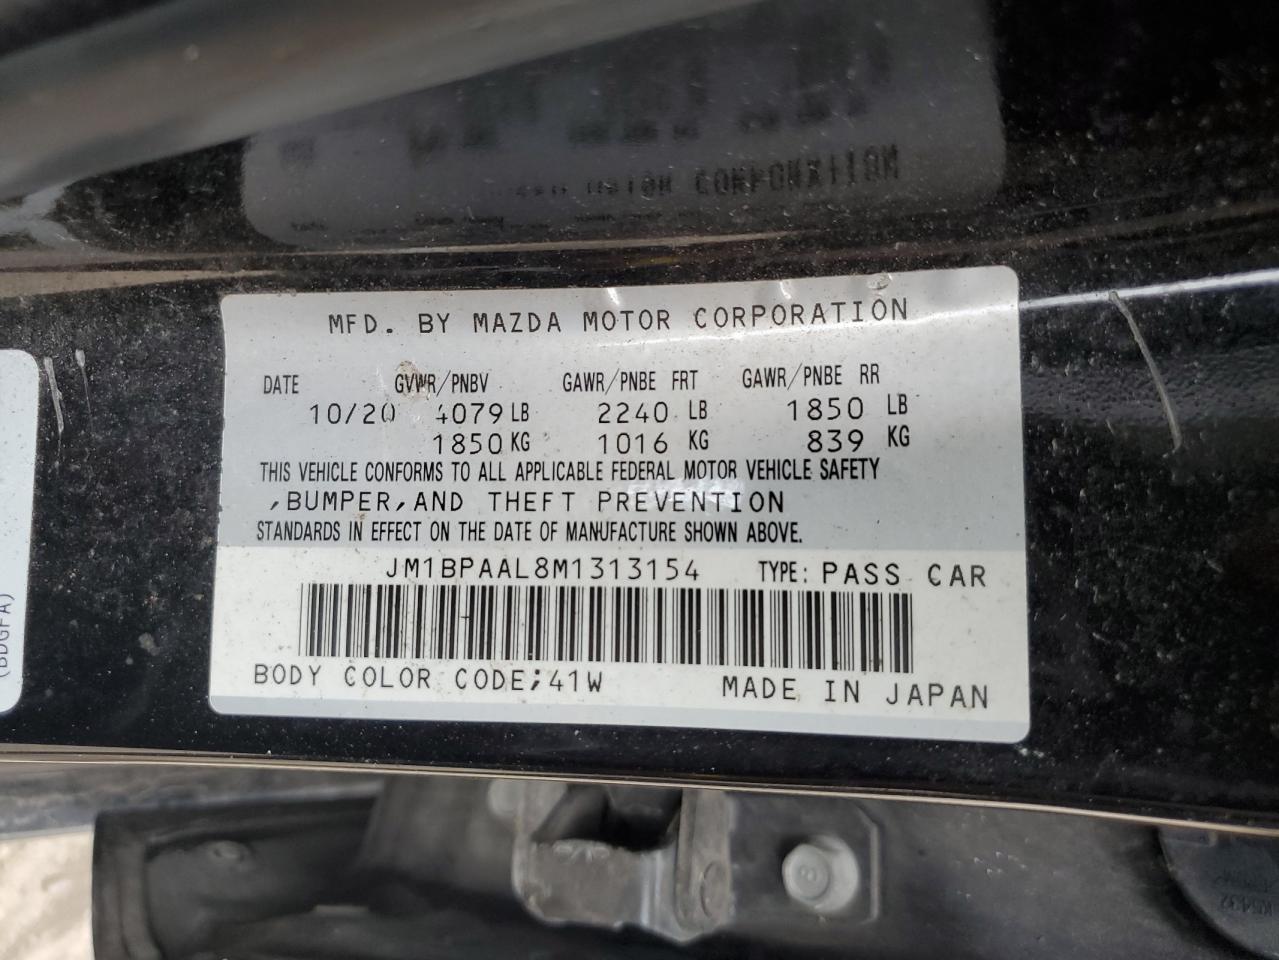 MFD. BY MAZDA MOTOR CORPORATION
DATE GVWR/PNBV GAWR/PNBE FRT GAWR/PNBE RR
10/20 4079 LB 2240 LB 1850 LB
1850 KG 1016 KG 839 KG
THIS VEHICLE CONFORMS TO ALL APPLICABLE FEDERAL MOTOR VEHICLE SAFETY
,BUMPER,AND THEFT PREVENTION
STANDARDS IN EFFECT ON THE DATE OF MANUFACTURE SHOWN ABOVE.
JM1BPAAL8M1313154 TYPE: PASS CAR
BODY COLOR CODE;41W MADE IN JAPAN
(BDGFA)